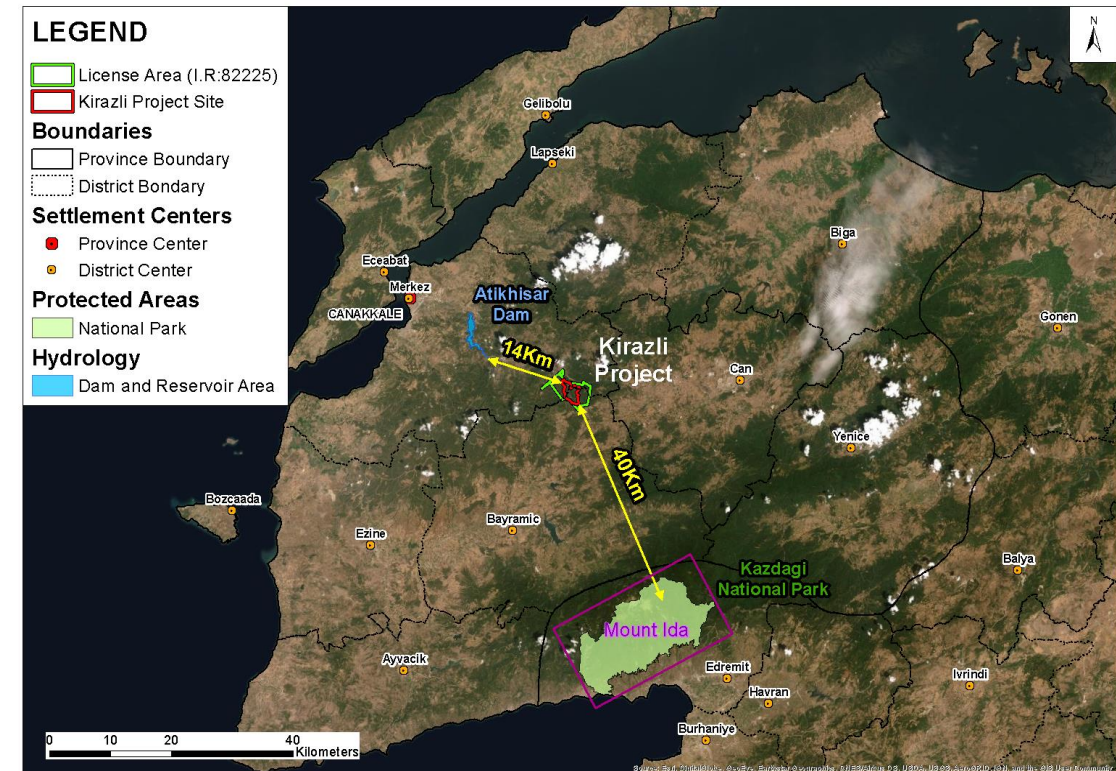 LEGEND
License Area (I.R:82225)
Kirazli Project Site
Boundaries
Province Boundary
District Bondary
Settlement Centers
Province Center
District Center
Protected Areas
National Park
Hydrology
Dam and Reservoir Area
N
Gelibolu
Lapseki
Biga
Eceabat
Merkez
CANAKKALE
Atikhisar
Dam
Gonen
14Km
Kirazli
Project
Can
Yenice
40Km
Bozcaada
Bayramic
Ezine
Balya
Kazdagi
National Park
Mount Ida
Ayvacik
Edremit
Ivrindi
Havran
Burhaniye
0 10 20 40
Kilometers